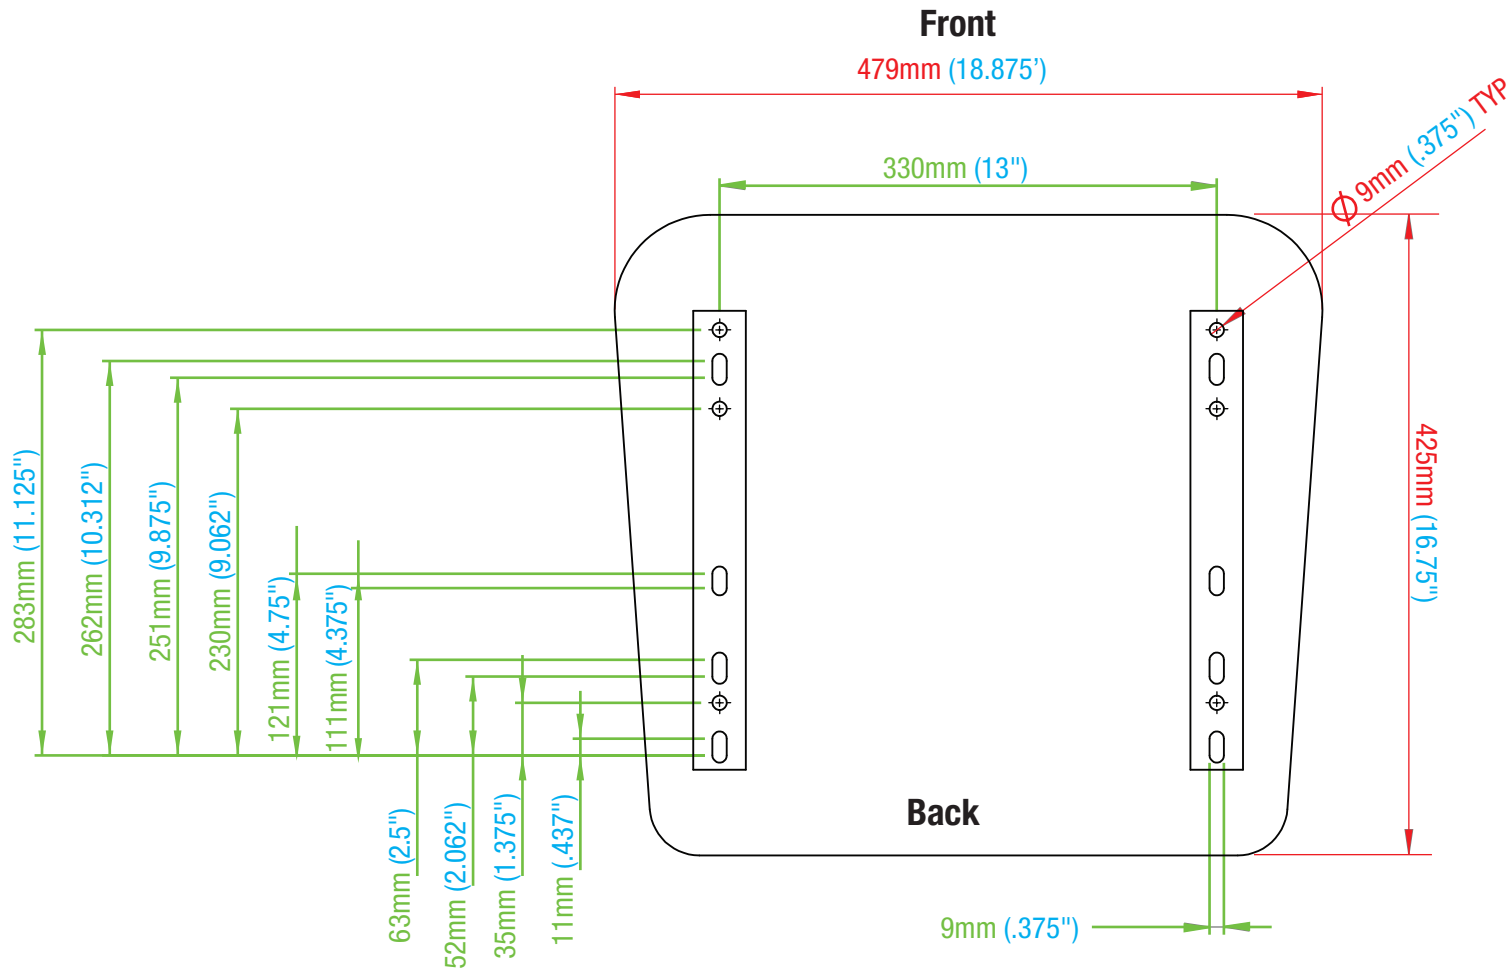 Front
479mm (18.875')
Ø 9mm (.375") TYP
330mm (13")
425mm (16.75")
283mm (11.125")
262mm (10.312")
251mm (9.875")
230mm (9.062")
121mm (4.75")
111mm (4.375")
63mm (2.5")
52mm (2.062")
35mm (1.375")
11mm (.437")
Back
9mm (.375")